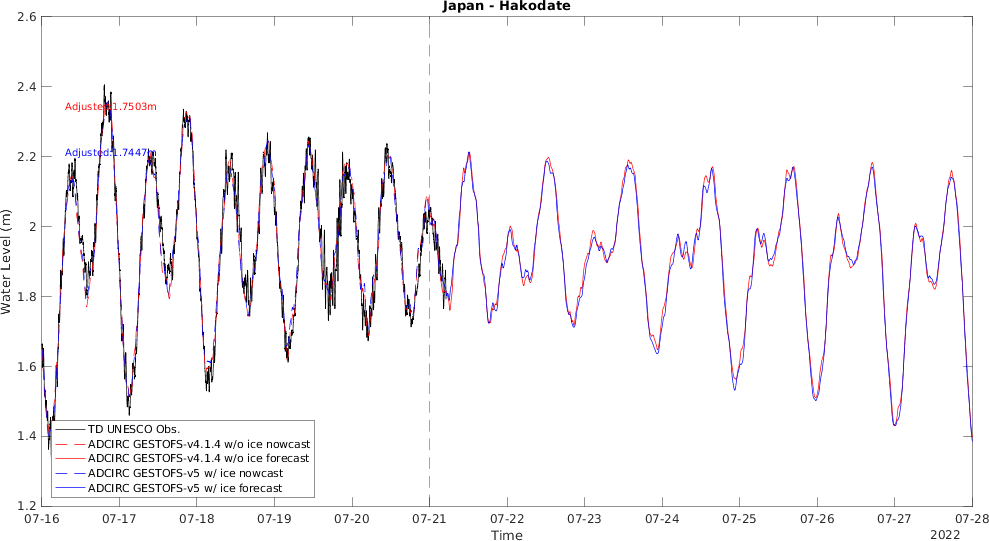 Japan - Hakodate
2.6
2.4
2.2
2
1.8
1.6
1.4
1.2
Water Level (m)
Adjusted:1.7503m
Adjusted:1.7447m
TD UNESCO Obs.
ADCIRC GESTOFS-v4.1.4 w/o ice nowcast
ADCIRC GESTOFS-v4.1.4 w/o ice forecast
ADCIRC GESTOFS-v5 w/ ice nowcast
ADCIRC GESTOFS-v5 w/ ice forecast
07-16 07-17 07-18 07-19 07-20 07-21 07-22 07-23 07-24 07-25 07-26 07-27 07-28
Time
2022